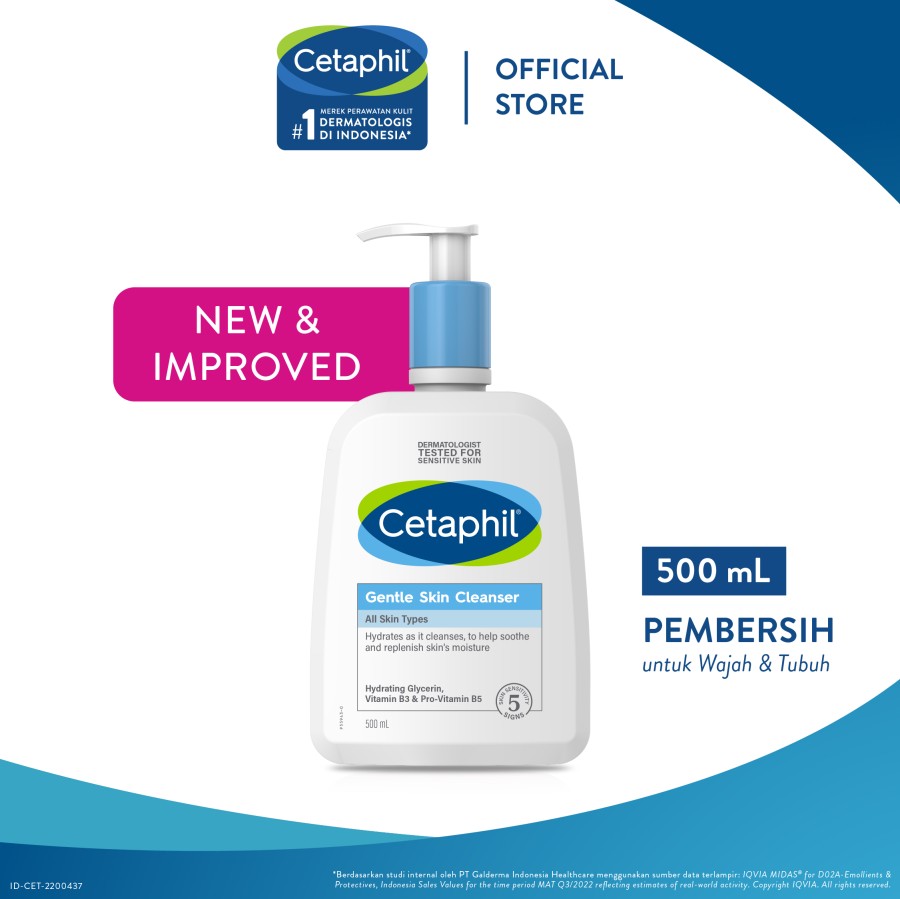 Cetaphil®
#1 MEREK PERAWATAN KULIT
DERMATOLOGIS
DI INDONESIA*
OFFICIAL
STORE
NEW &
IMPROVED
DERMATOLOGIST
TESTED FOR
SENSITIVE SKIN
Cetaphil®
Gentle Skin Cleanser
All Skin Types
Hydrates as it cleanses, to help soothe
and replenish skin's moisture
Hydrating Glycerin,
Vitamin B3 & Pro-Vitamin B5
SKIN SENSITIVITY
5
SIGNS
500 mL
500 mL
PEMBERSIH
untuk Wajah & Tubuh
*Berdasarkan studi internal oleh PT Galderma Indonesia Healthcare menggunakan sumber data terlampir: IQVIA MIDAS® for D02A-Emollients &
Protectives, Indonesia Sales Values for the time period MAT Q3/2022 reflecting estimates of real-world activity. Copyright IQVIA. All rights reserved.
ID-CET-2200437